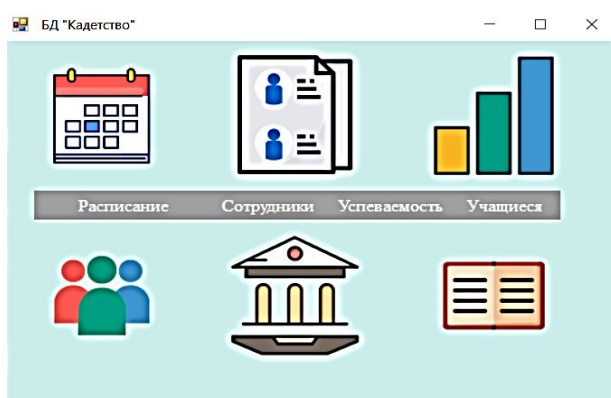 БД "Кадетство"
Расписание Сотрудники Успеваемость Учащиеся